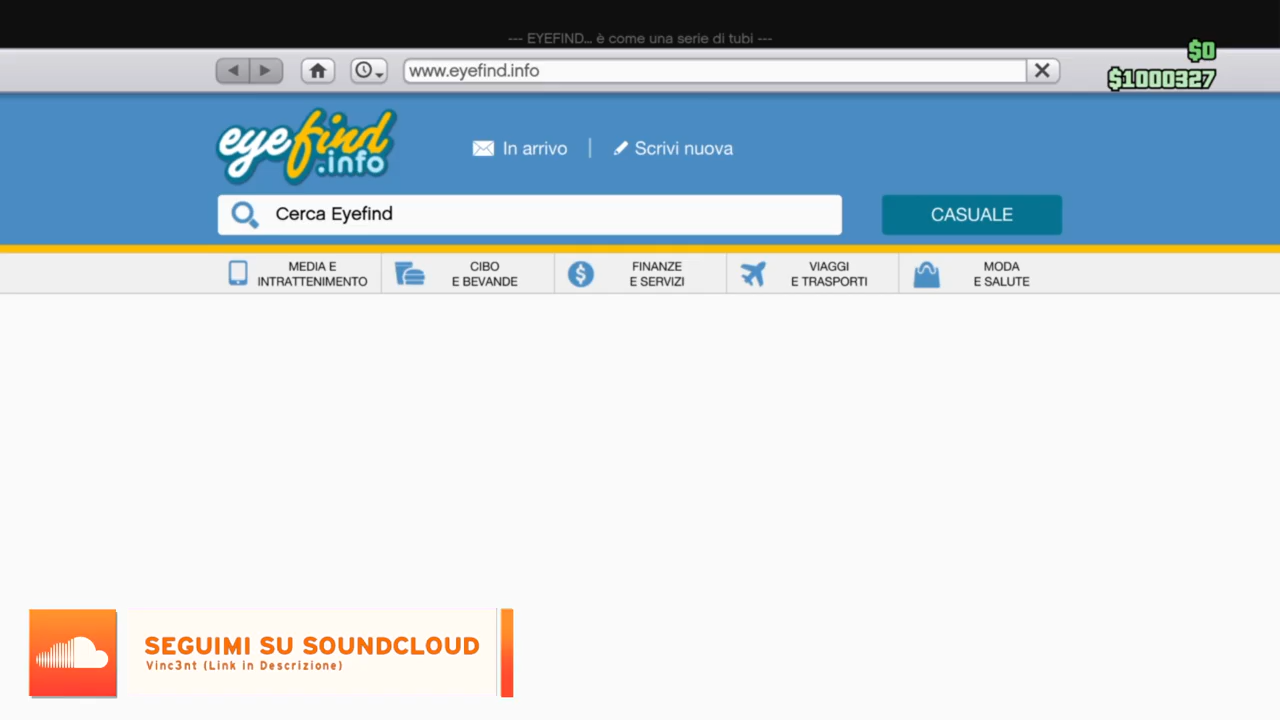 --- EYEFIND... è come una serie di tubi ---
$0
www.eyefind.info
$1000327
eyefind
.info
In arrivo
Scrivi nuova
Cerca Eyefind
CASUALE
MEDIA E
INTRATTENIMENTO
CIBO
E BEVANDE
FINANZE
E SERVIZI
VIAGGI
E TRASPORTI
MODA
E SALUTE
SEGUIMI SU SOUNDCLOUD
Vinc3nt (Link in Descrizione)